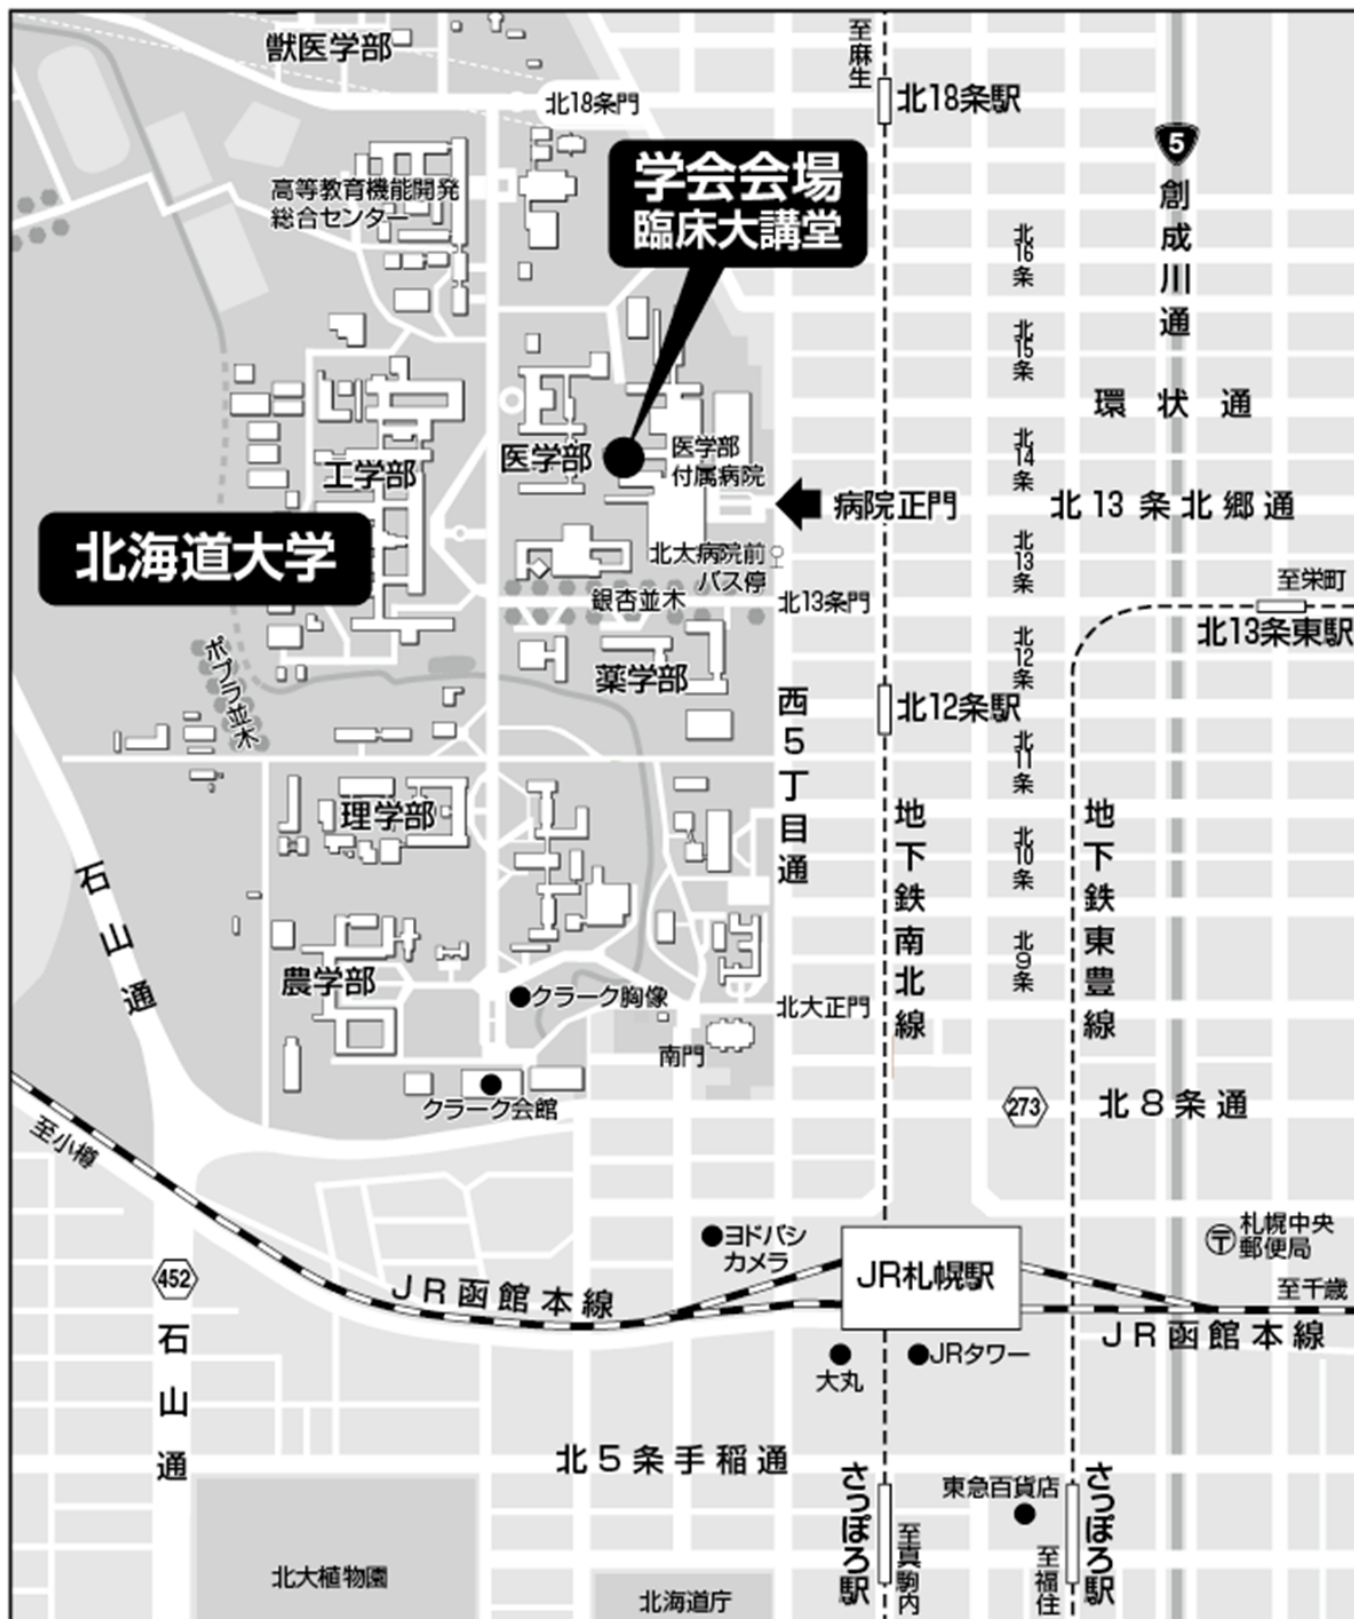 獣医学部
至麻生
北18条門
北18条駅
5
創成川通
学会会場
臨床大講堂
高等教育機能開発
総合センター
北16条
北15条
環状通
北14条
医学部
医学部
付属病院
工学部
病院正門
北13条北郷通
北海道大学
北大病院前
バス停
北13条
至栄町
銀杏並木
北13条門
北13条東駅
ポプラ並木
薬学部
北12条
西5丁目通
北12条駅
北11条
理学部
地下鉄南北線
北10条
地下鉄東豊線
石山通
北9条
農学部
クラーク胸像
北大正門
南門
クラーク会館
273
北8条通
至小樽
ヨドバシ
カメラ
札幌中央
郵便局
452
JR函館本線
JR札幌駅
至千歳
JR函館本線
石山通
大丸
JRタワー
北5条手稲通
さっぽろ駅
東急百貨店
さっぽろ駅
至真駒内
至福住
北大植物園
北海道庁